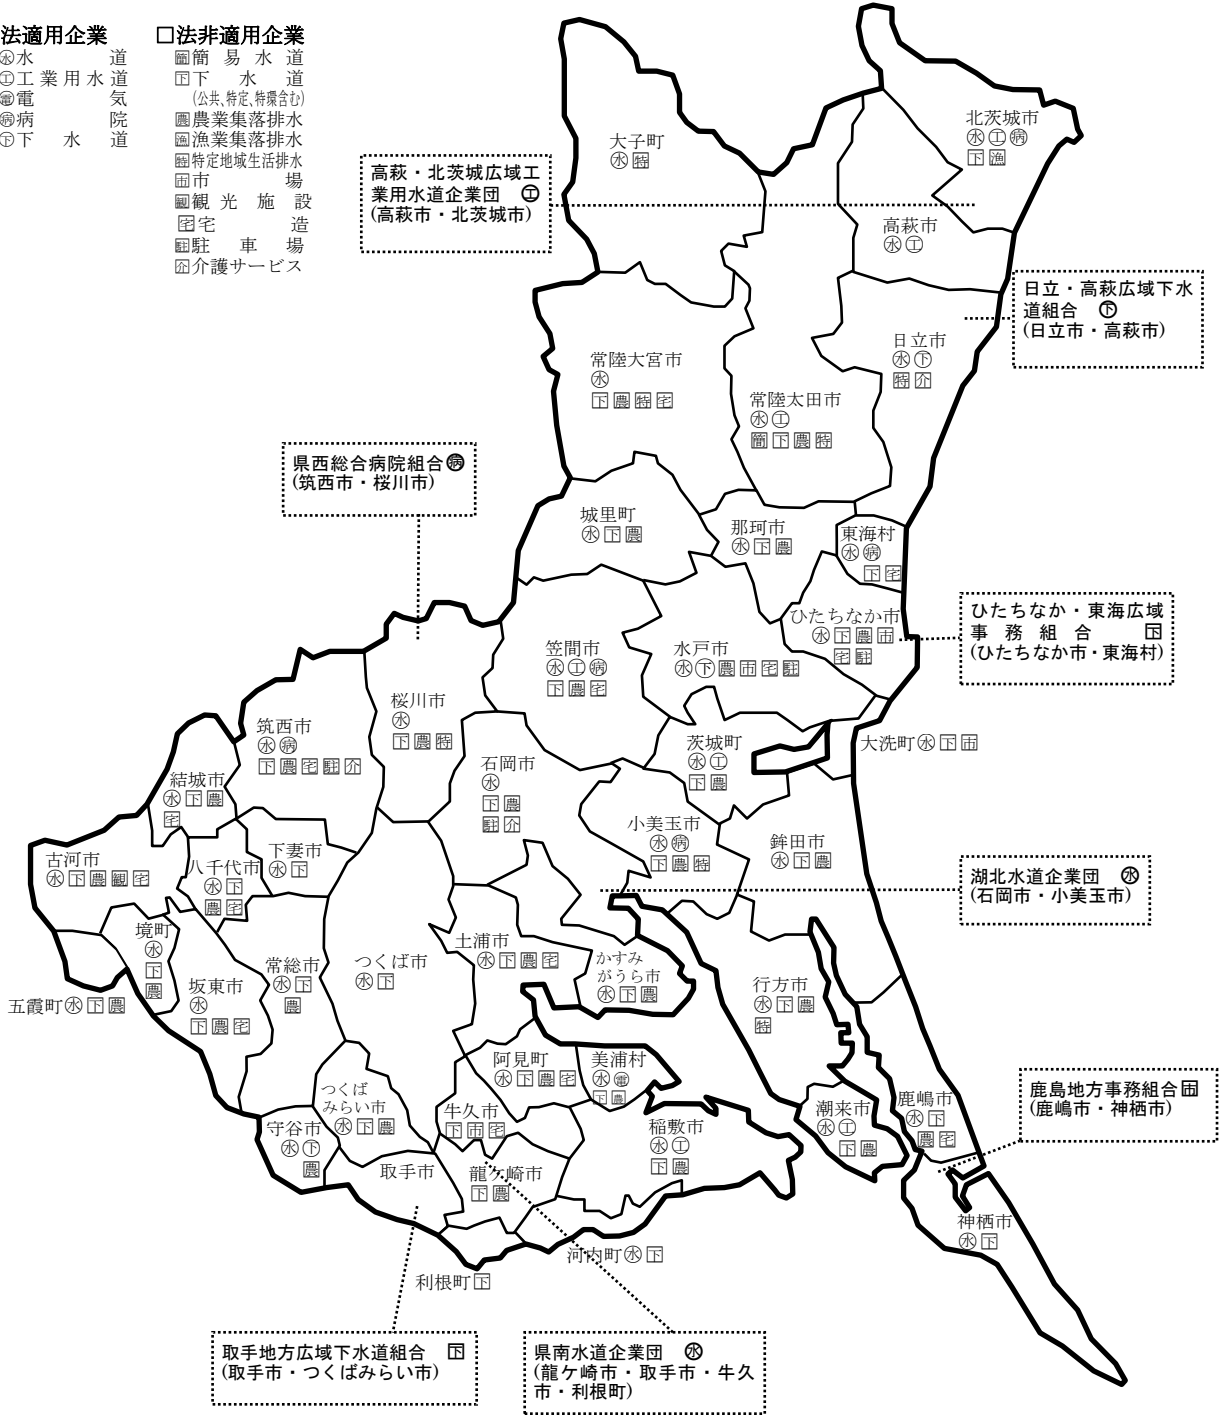 法適用企業
㊌水道
㊓工業用水道
電電気
病病院
㊦下水道
□法非適用企業
簡簡易水道
下下水道
(公共､特定､特環含む)
農農業集落排水
漁漁業集落排水
特特定地域生活排水
市市場
観観光施設
宅宅造
駐駐車場
介介護サービス
大子町
水特
北茨城市
水工病
下漁
高萩・北茨城広域工
業用水道企業団 工
(高萩市・北茨城市)
高萩市
水工
日立・高萩広域下水
道組合 下
(日立市・高萩市)
日立市
水下
特介
常陸大宮市
水
下農特宅
常陸太田市
水工
簡下農特
県西総合病院組合病
(筑西市・桜川市)
城里町
水下農
那珂市
水下農
東海村
水病
下宅
ひたちなか市
水下農市
宅駐
ひたちなか・東海広域
事務組合 下
(ひたちなか市・東海村)
笠間市
水工病
下農宅
水戸市
水下農市宅駐
桜川市
水
下農特
筑西市
水病
下農宅駐介
茨城町
水工
下農
大洗町水下市
石岡市
水
下農
駐介
結城市
水下農
宅
小美玉市
水病
下農特
鉾田市
水下農
古河市
水下農観宅
八千代市
水下
農宅
下妻市
水下
湖北水道企業団 水
(石岡市・小美玉市)
境町
水
下
農
土浦市
水下農宅
かすみ
がうら市
水下農
常総市
水下
農
つくば市
水下
坂東市
水
下農宅
行方市
水下農
特
五霞町水下農
阿見町
水下農宅
美浦村
水電
下農
鹿島地方事務組合市
(鹿嶋市・神栖市)
つくば
みらい市
水下農
牛久市
下市宅
潮来市
水工
下農
鹿嶋市
水下
農宅
守谷市
水下
農
稲敷市
水工
下農
取手市
龍ケ崎市
下農
神栖市
水下
河内町水下
利根町下
取手地方広域下水道組合 下
(取手市・つくばみらい市)
県南水道企業団 水
(龍ケ崎市・取手市・牛久
市・利根町)